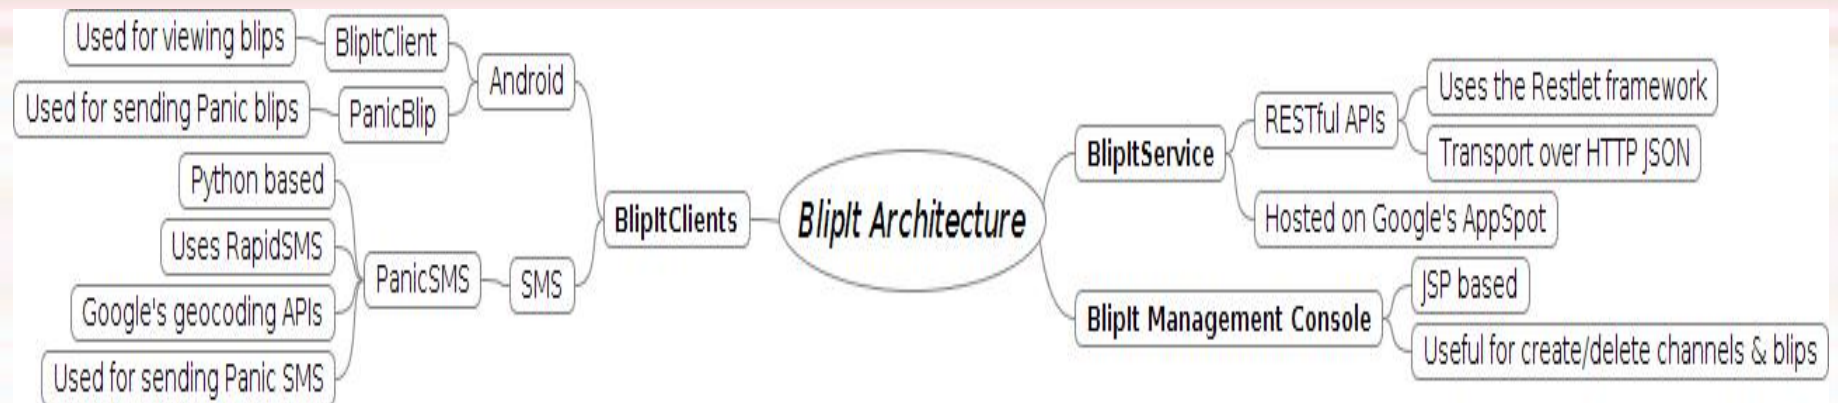 Used for viewing blips
BlipItClient
Android
Used for sending Panic blips
PanicBlip
Python based
Uses RapidSMS
Google's geocoding APIs
Used for sending Panic SMS
PanicSMS
SMS
BlipItClients
BlipIt Architecture
BlipItService
RESTful APIs
Uses the Restlet framework
Transport over HTTP JSON
Hosted on Google's AppSpot
BlipIt Management Console
JSP based
Useful for create/delete channels & blips